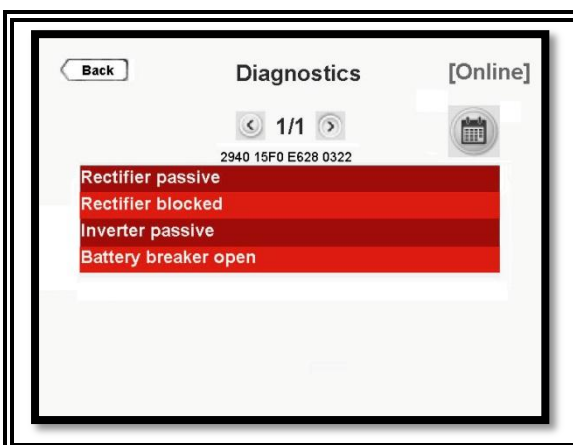 Back
Diagnostics
[Online]
1/1
2940 15F0 E628 0322
Rectifier passive
Rectifier blocked
Inverter passive
Battery breaker open